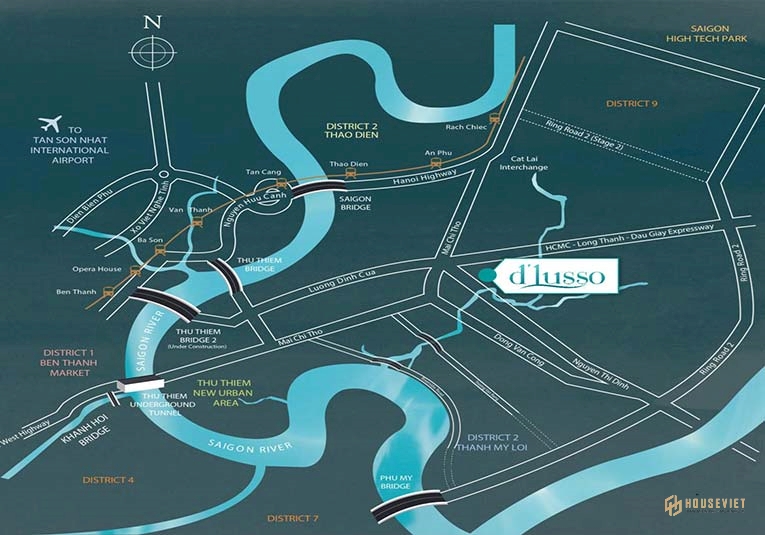 N
SAIGON
HIGH TECH PARK
DISTRICT 9
Ring Road 2 (Stage 2)
TO
TAN SON NHAT
INTERNATIONAL
AIRPORT
DISTRICT 2
THAO DIEN
Rach Chiec
An Phu
Thao Dien
Tan Cang
Hanoi Highway
Cat Lai
Interchange
SAIGON
BRIDGE
Dien Bien Phu
Xo Viet Nghe Tinh
Van Thanh
Nguyen Huu Canh
Ba Son
Opera House
Ben Thanh
THU THIEM
BRIDGE
Mai Chi Tho
HCMC - Long Thanh - Dau Giay Expressway
Ring Road 2
d'lusso
Luong Dinh Cua
SAIGON RIVER
THU THIEM
BRIDGE 2
(Under Construction)
Mai Chi Tho
Dong Van Cong
Nguyen Thi Dinh
Ring Road 2
DISTRICT 1
BEN THANH
MARKET
THU THIEM
UNDERGROUND
TUNNEL
THU THIEM
NEW URBAN
AREA
West Highway
KHANH HOI
BRIDGE
SAIGON RIVER
DISTRICT 2
THANH MY LOI
DISTRICT 4
PHU MY
BRIDGE
DISTRICT 7
HOUSEVIET